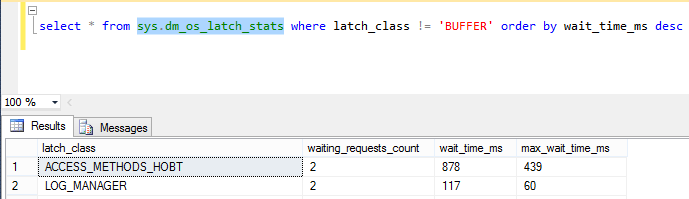 select * from sys.dm_os_latch_stats where latch_class != 'BUFFER' order by wait_time_ms desc
100 %
Results Messages
latch_class waiting_requests_count wait_time_ms max_wait_time_ms
1 ACCESS_METHODS_HOBT 2 878 439
2 LOG_MANAGER 2 117 60